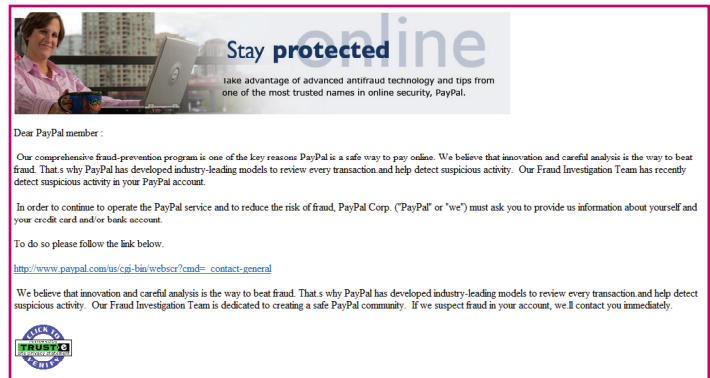 online
Stay protected
Take advantage of advanced antifraud technology and tips from
one of the most trusted names in online security, PayPal.
Dear PayPal member :
Our comprehensive fraud-prevention program is one of the key reasons PayPal is a safe way to pay online. We believe that innovation and careful analysis is the way to beat
fraud. That.s why PayPal has developed industry-leading models to review every transaction.and help detect suspicious activity. Our Fraud Investigation Team has recently
detect suspicious activity in your PayPal account.
In order to continue to operate the PayPal service and to reduce the risk of fraud, PayPal Corp. ("PayPal" or "we") must ask you to provide us information about yourself and
your credit card and/or bank account.
To do so please follow the link below.
http://www.paypal.com/us/cgi-bin/webscr?cmd=_contact-general
We believe that innovation and careful analysis is the way to beat fraud. That.s why PayPal has developed industry-leading models to review every transaction.and help detect
suspicious activity. Our Fraud Investigation Team is dedicated to creating a safe PayPal community. If we suspect fraud in your account, we.ll contact you immediately.
CLICK TO
TRUSTe
site privacy statement
VERIFY